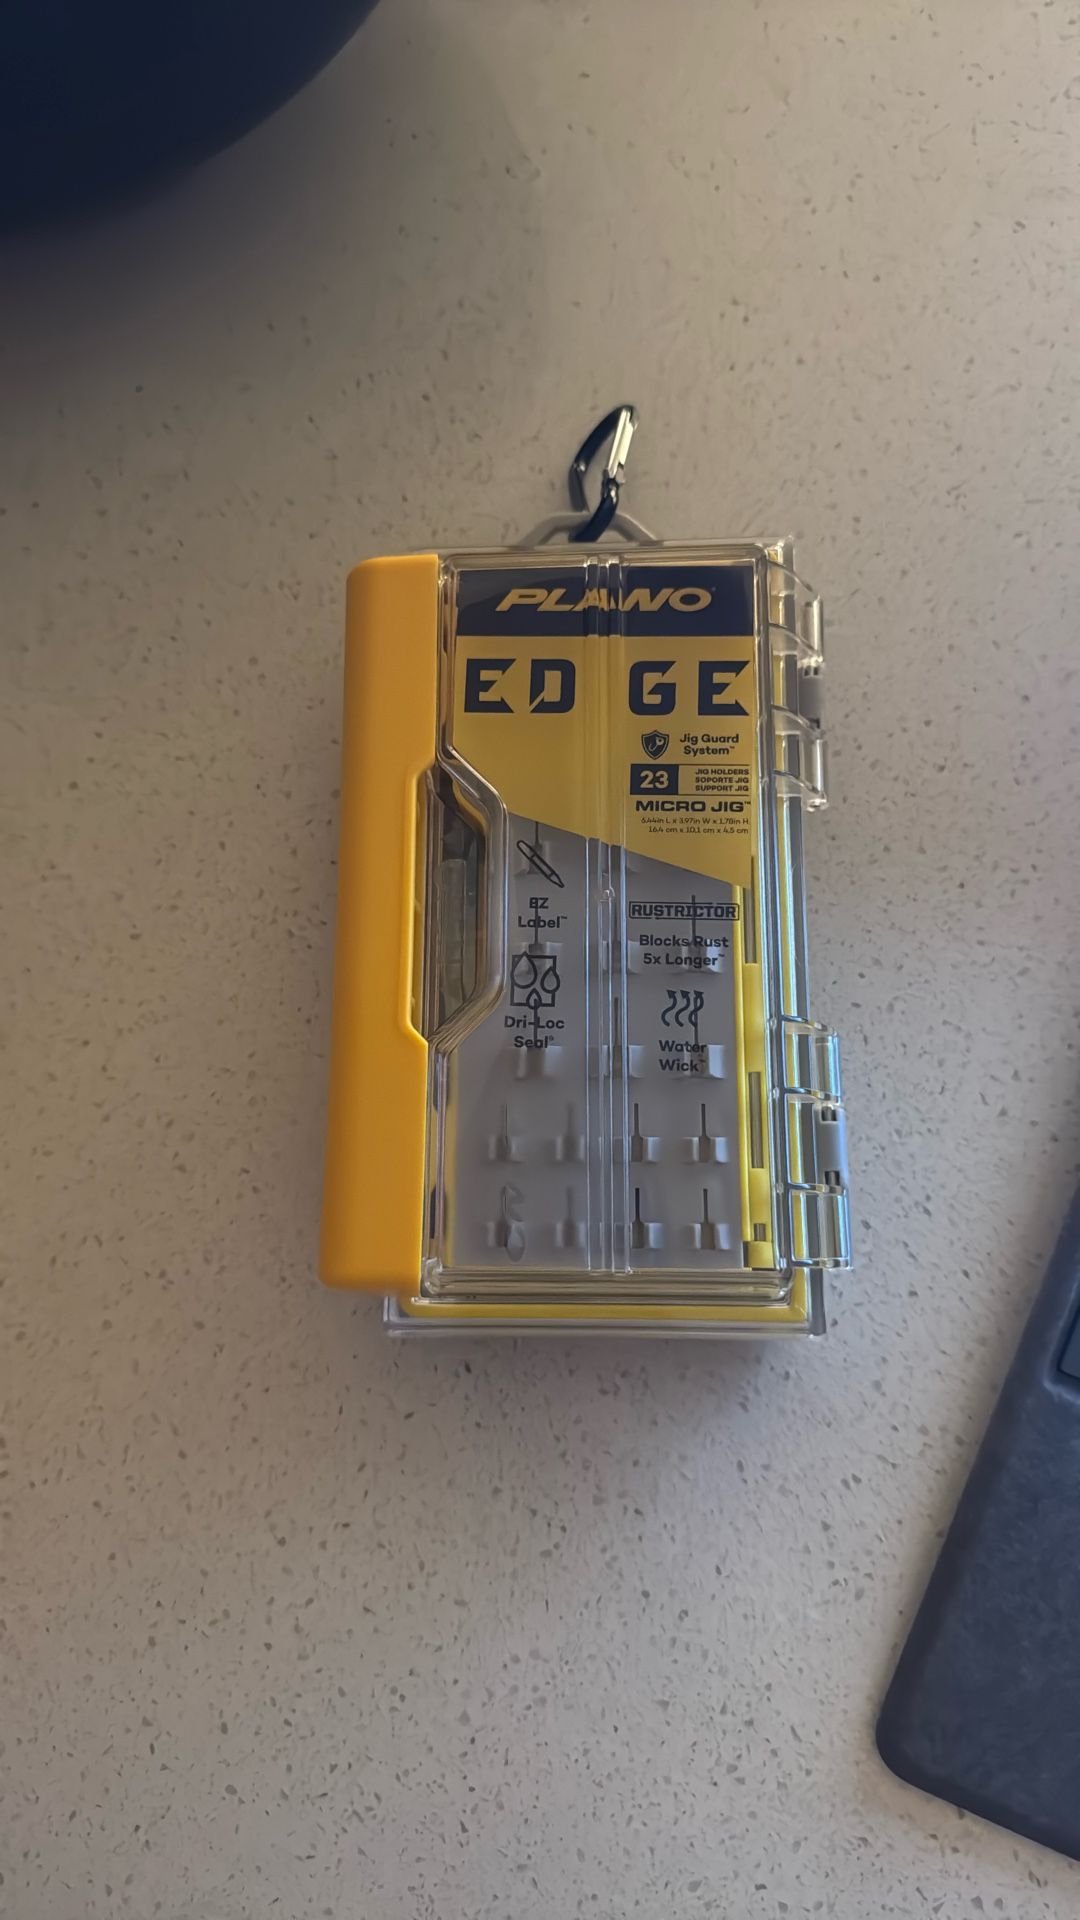 PLANO
EDGE
Jig Guard
System™
23
JIG HOLDERS
SOPORTE JIG
SUPPORT JIG
MICRO JIG™
6.44in L x 3.97in W x 1.78in H
16.4 cm x 10.1 cm x 4.5 cm
EZ
Label™
RUSTRICTOR
Blocks Rust
5x Longer™
Dri-Loc
Seal®
Water
Wick™